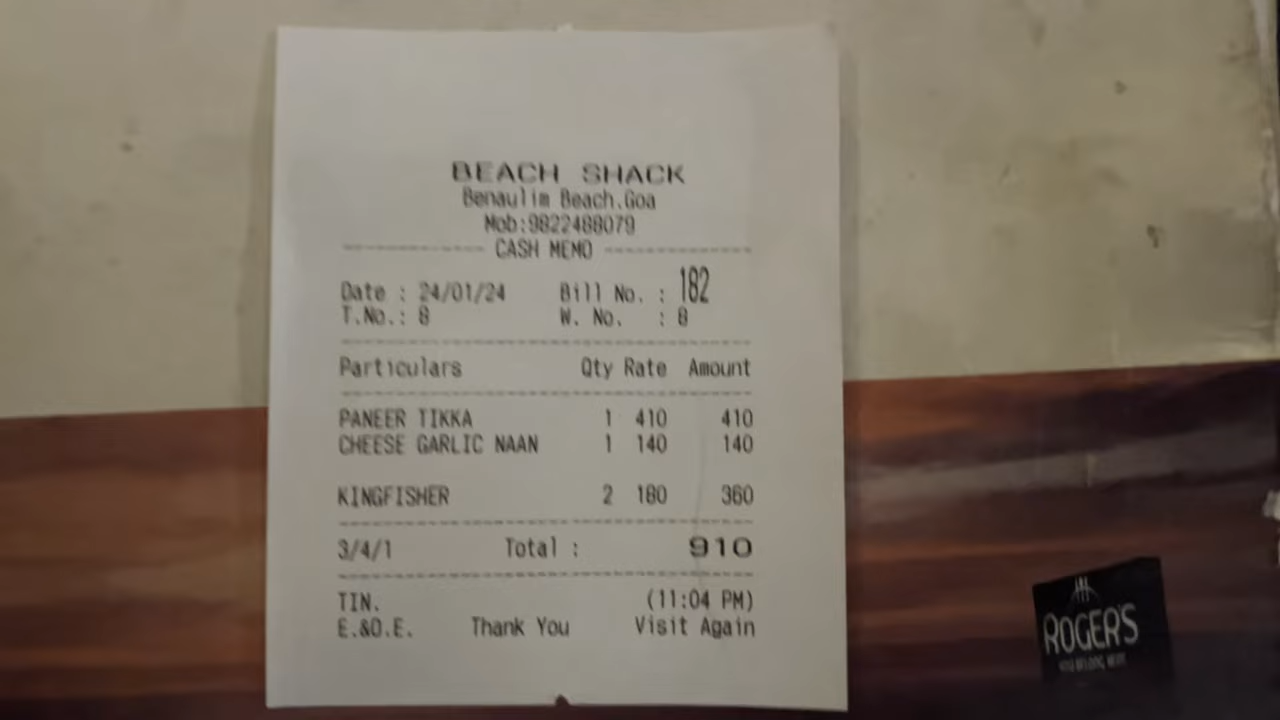 BEACH SHACK
Benaulim Beach.Goa
Mob:9822488079
CASH MEMO
Date : 24/01/24 Bill No. : 182
T.No.: 8 W. No. : 8
Particulars Qty Rate Amount
PANEER TIKKA 1 410 410
CHEESE GARLIC NAAN 1 140 140
KINGFISHER 2 180 360
3/4/1 Total : 910
TIN. (11:04 PM)
E.&O.E. Thank You Visit Again
ROGER'S